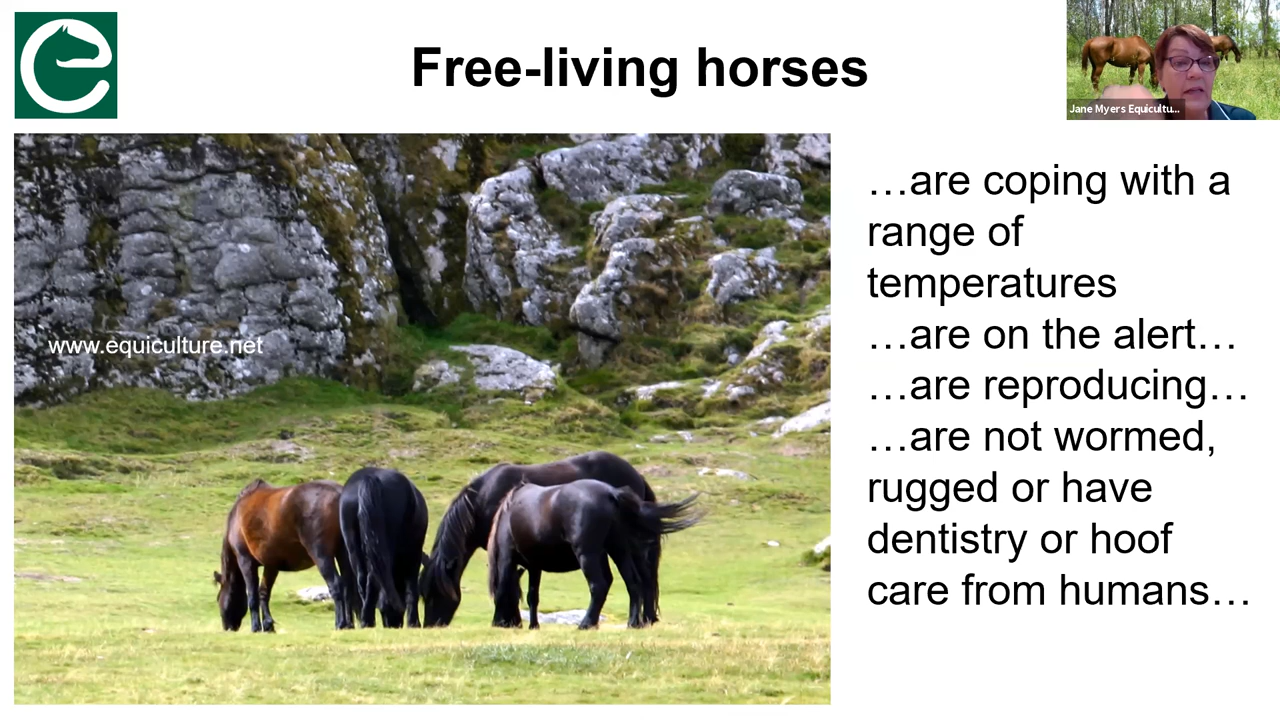 Free-living horses
Jane Myers Equicultu...
www.equiculture.net
…are coping with a
range of
temperatures
…are on the alert…
…are reproducing…
…are not wormed,
rugged or have
dentistry or hoof
care from humans…